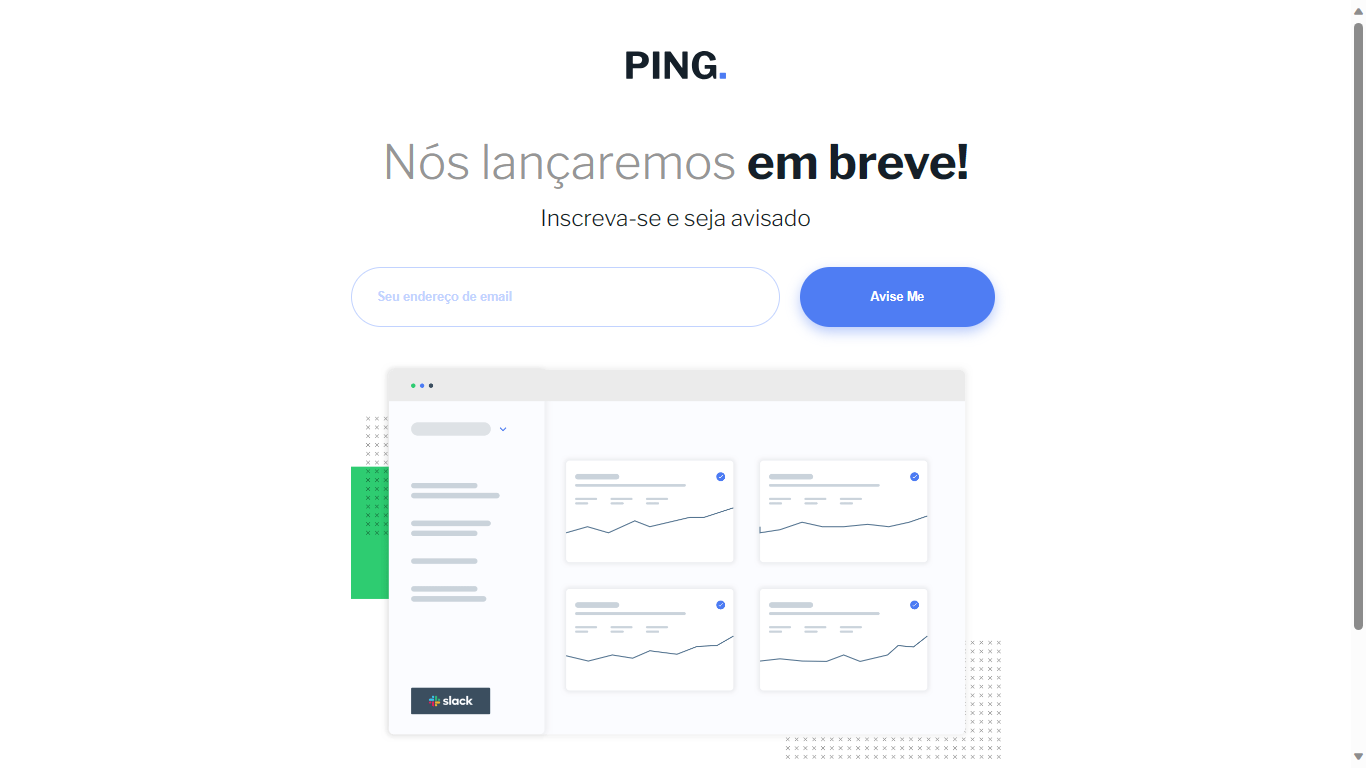 PING.
Nós lançaremos em breve!
Inscreva-se e seja avisado
Seu endereço de email
Avise Me
slack